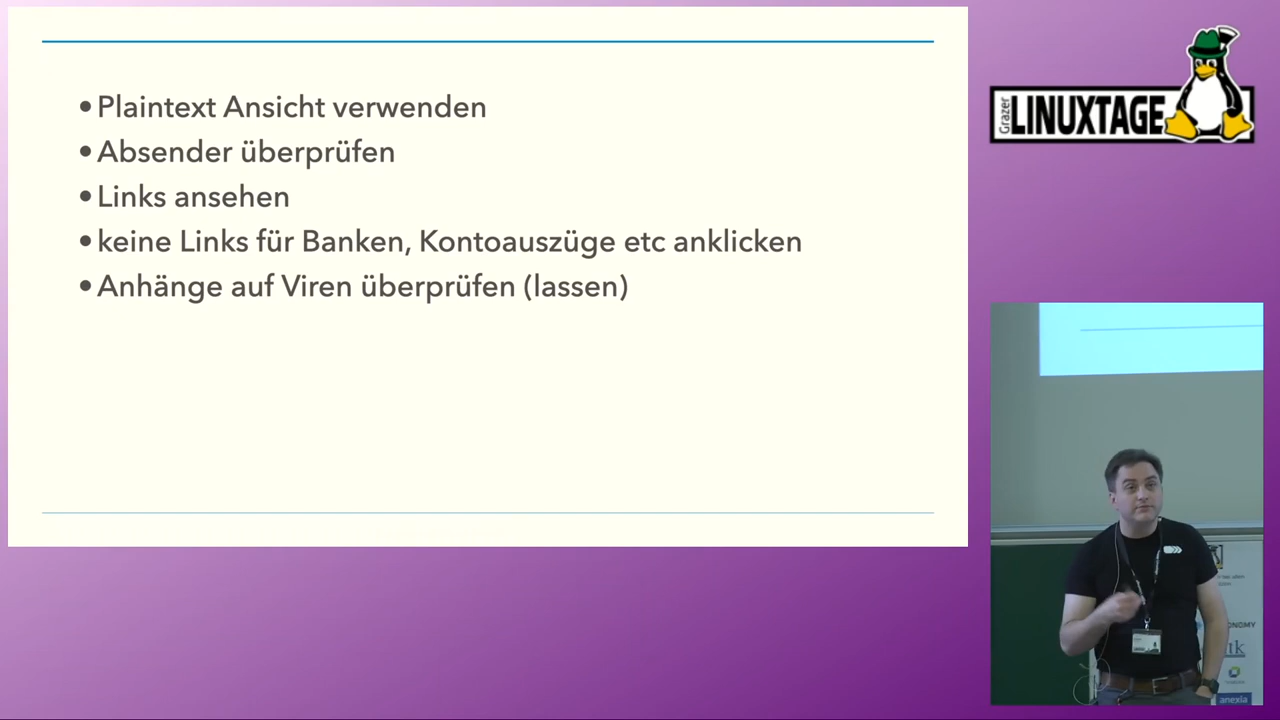 • Plaintext Ansicht verwenden
• Absender überprüfen
• Links ansehen
• keine Links für Banken, Kontoauszüge etc anklicken
• Anhänge auf Viren überprüfen (lassen)
Grazer
LINUXTAGE
anexia